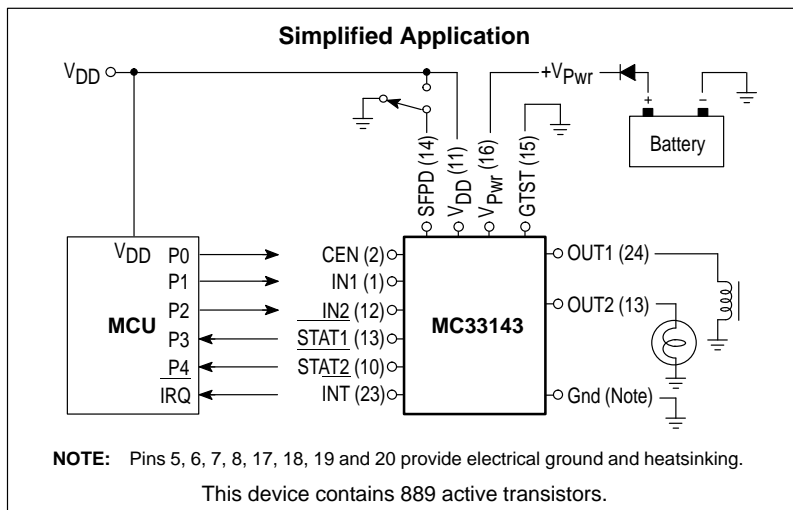 Simplified Application
VDD
+VPwr
+ −
Battery
SFPD (14)
VDD (11)
VPwr (16)
GTST (15)
VDD
MCU
P0
P1
P2
P3
P4
IRQ
CEN (2)
IN1 (1)
IN2 (12)
STAT1 (13)
STAT2 (10)
INT (23)
MC33143
OUT1 (24)
OUT2 (13)
Gnd (Note)
NOTE: Pins 5, 6, 7, 8, 17, 18, 19 and 20 provide electrical ground and heatsinking.
This device contains 889 active transistors.